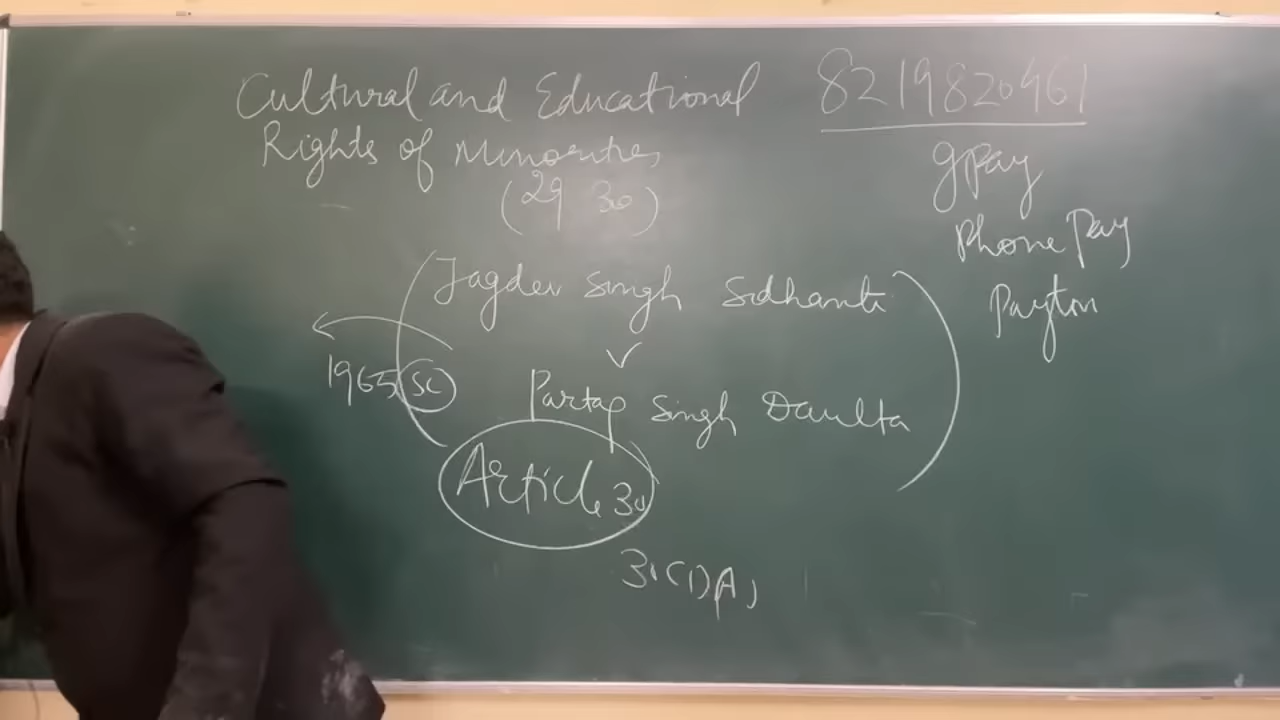 Cultural and Educational
Rights of Minorities
(29 30)
8219820461
gpay
Phone Pay
Paytm
Jagdev Singh Sidhanti
V
Partap Singh Daulta
1965 SC
Article 30
30(1)(A)